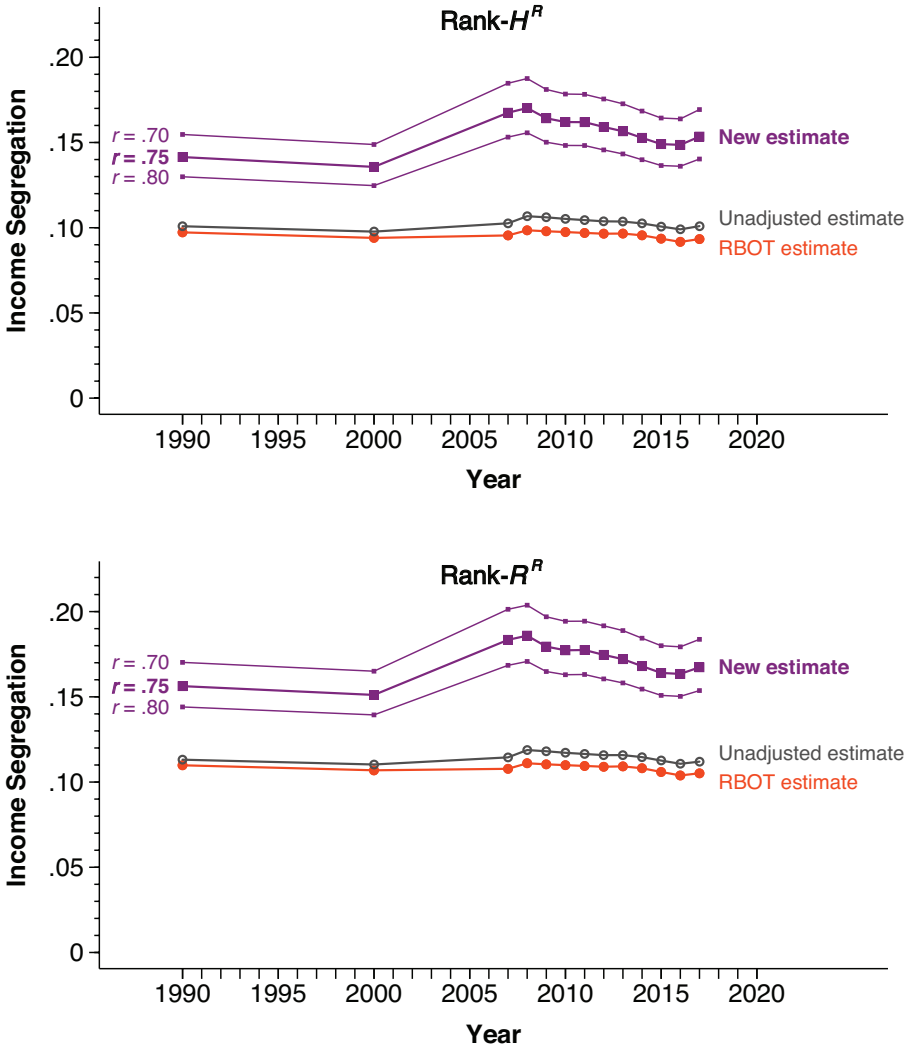 Rank-H^R
Income Segregation
.20
.15
.10
.05
0
r = .70
r = .75
r = .80
New estimate
Unadjusted estimate
RBOT estimate
1990 1995 2000 2005 2010 2015 2020
Year
Rank-R^R
Income Segregation
.20
.15
.10
.05
0
r = .70
r = .75
r = .80
New estimate
Unadjusted estimate
RBOT estimate
1990 1995 2000 2005 2010 2015 2020
Year